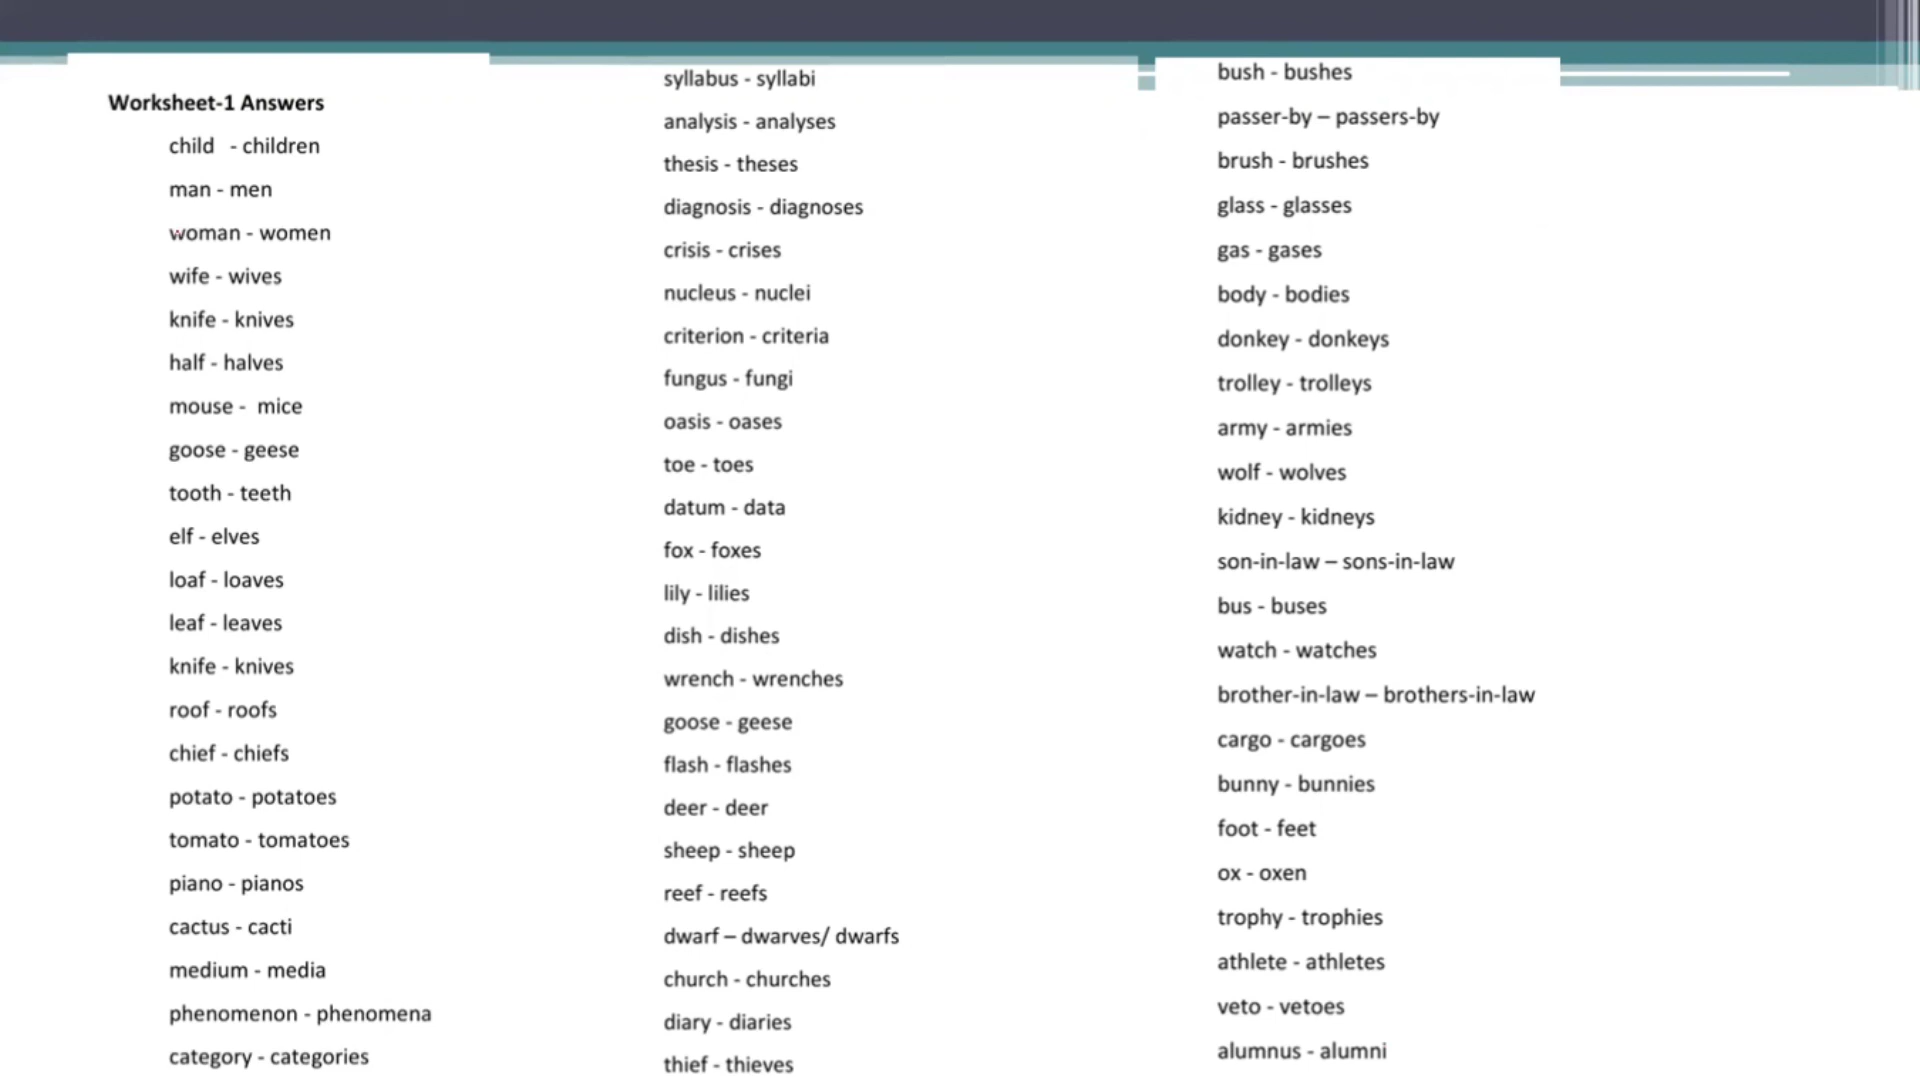 Worksheet-1 Answers
child - children
man - men
woman - women
wife - wives
knife - knives
half - halves
mouse - mice
goose - geese
tooth - teeth
elf - elves
loaf - loaves
leaf - leaves
knife - knives
roof - roofs
chief - chiefs
potato - potatoes
tomato - tomatoes
piano - pianos
cactus - cacti
medium - media
phenomenon - phenomena
category - categories
syllabus - syllabi
analysis - analyses
thesis - theses
diagnosis - diagnoses
crisis - crises
nucleus - nuclei
criterion - criteria
fungus - fungi
oasis - oases
toe - toes
datum - data
fox - foxes
lily - lilies
dish - dishes
wrench - wrenches
goose - geese
flash - flashes
deer - deer
sheep - sheep
reef - reefs
dwarf – dwarves/ dwarfs
church - churches
diary - diaries
thief - thieves
bush - bushes
passer-by – passers-by
brush - brushes
glass - glasses
gas - gases
body - bodies
donkey - donkeys
trolley - trolleys
army - armies
wolf - wolves
kidney - kidneys
son-in-law – sons-in-law
bus - buses
watch - watches
brother-in-law – brothers-in-law
cargo - cargoes
bunny - bunnies
foot - feet
ox - oxen
trophy - trophies
athlete - athletes
veto - vetoes
alumnus - alumni